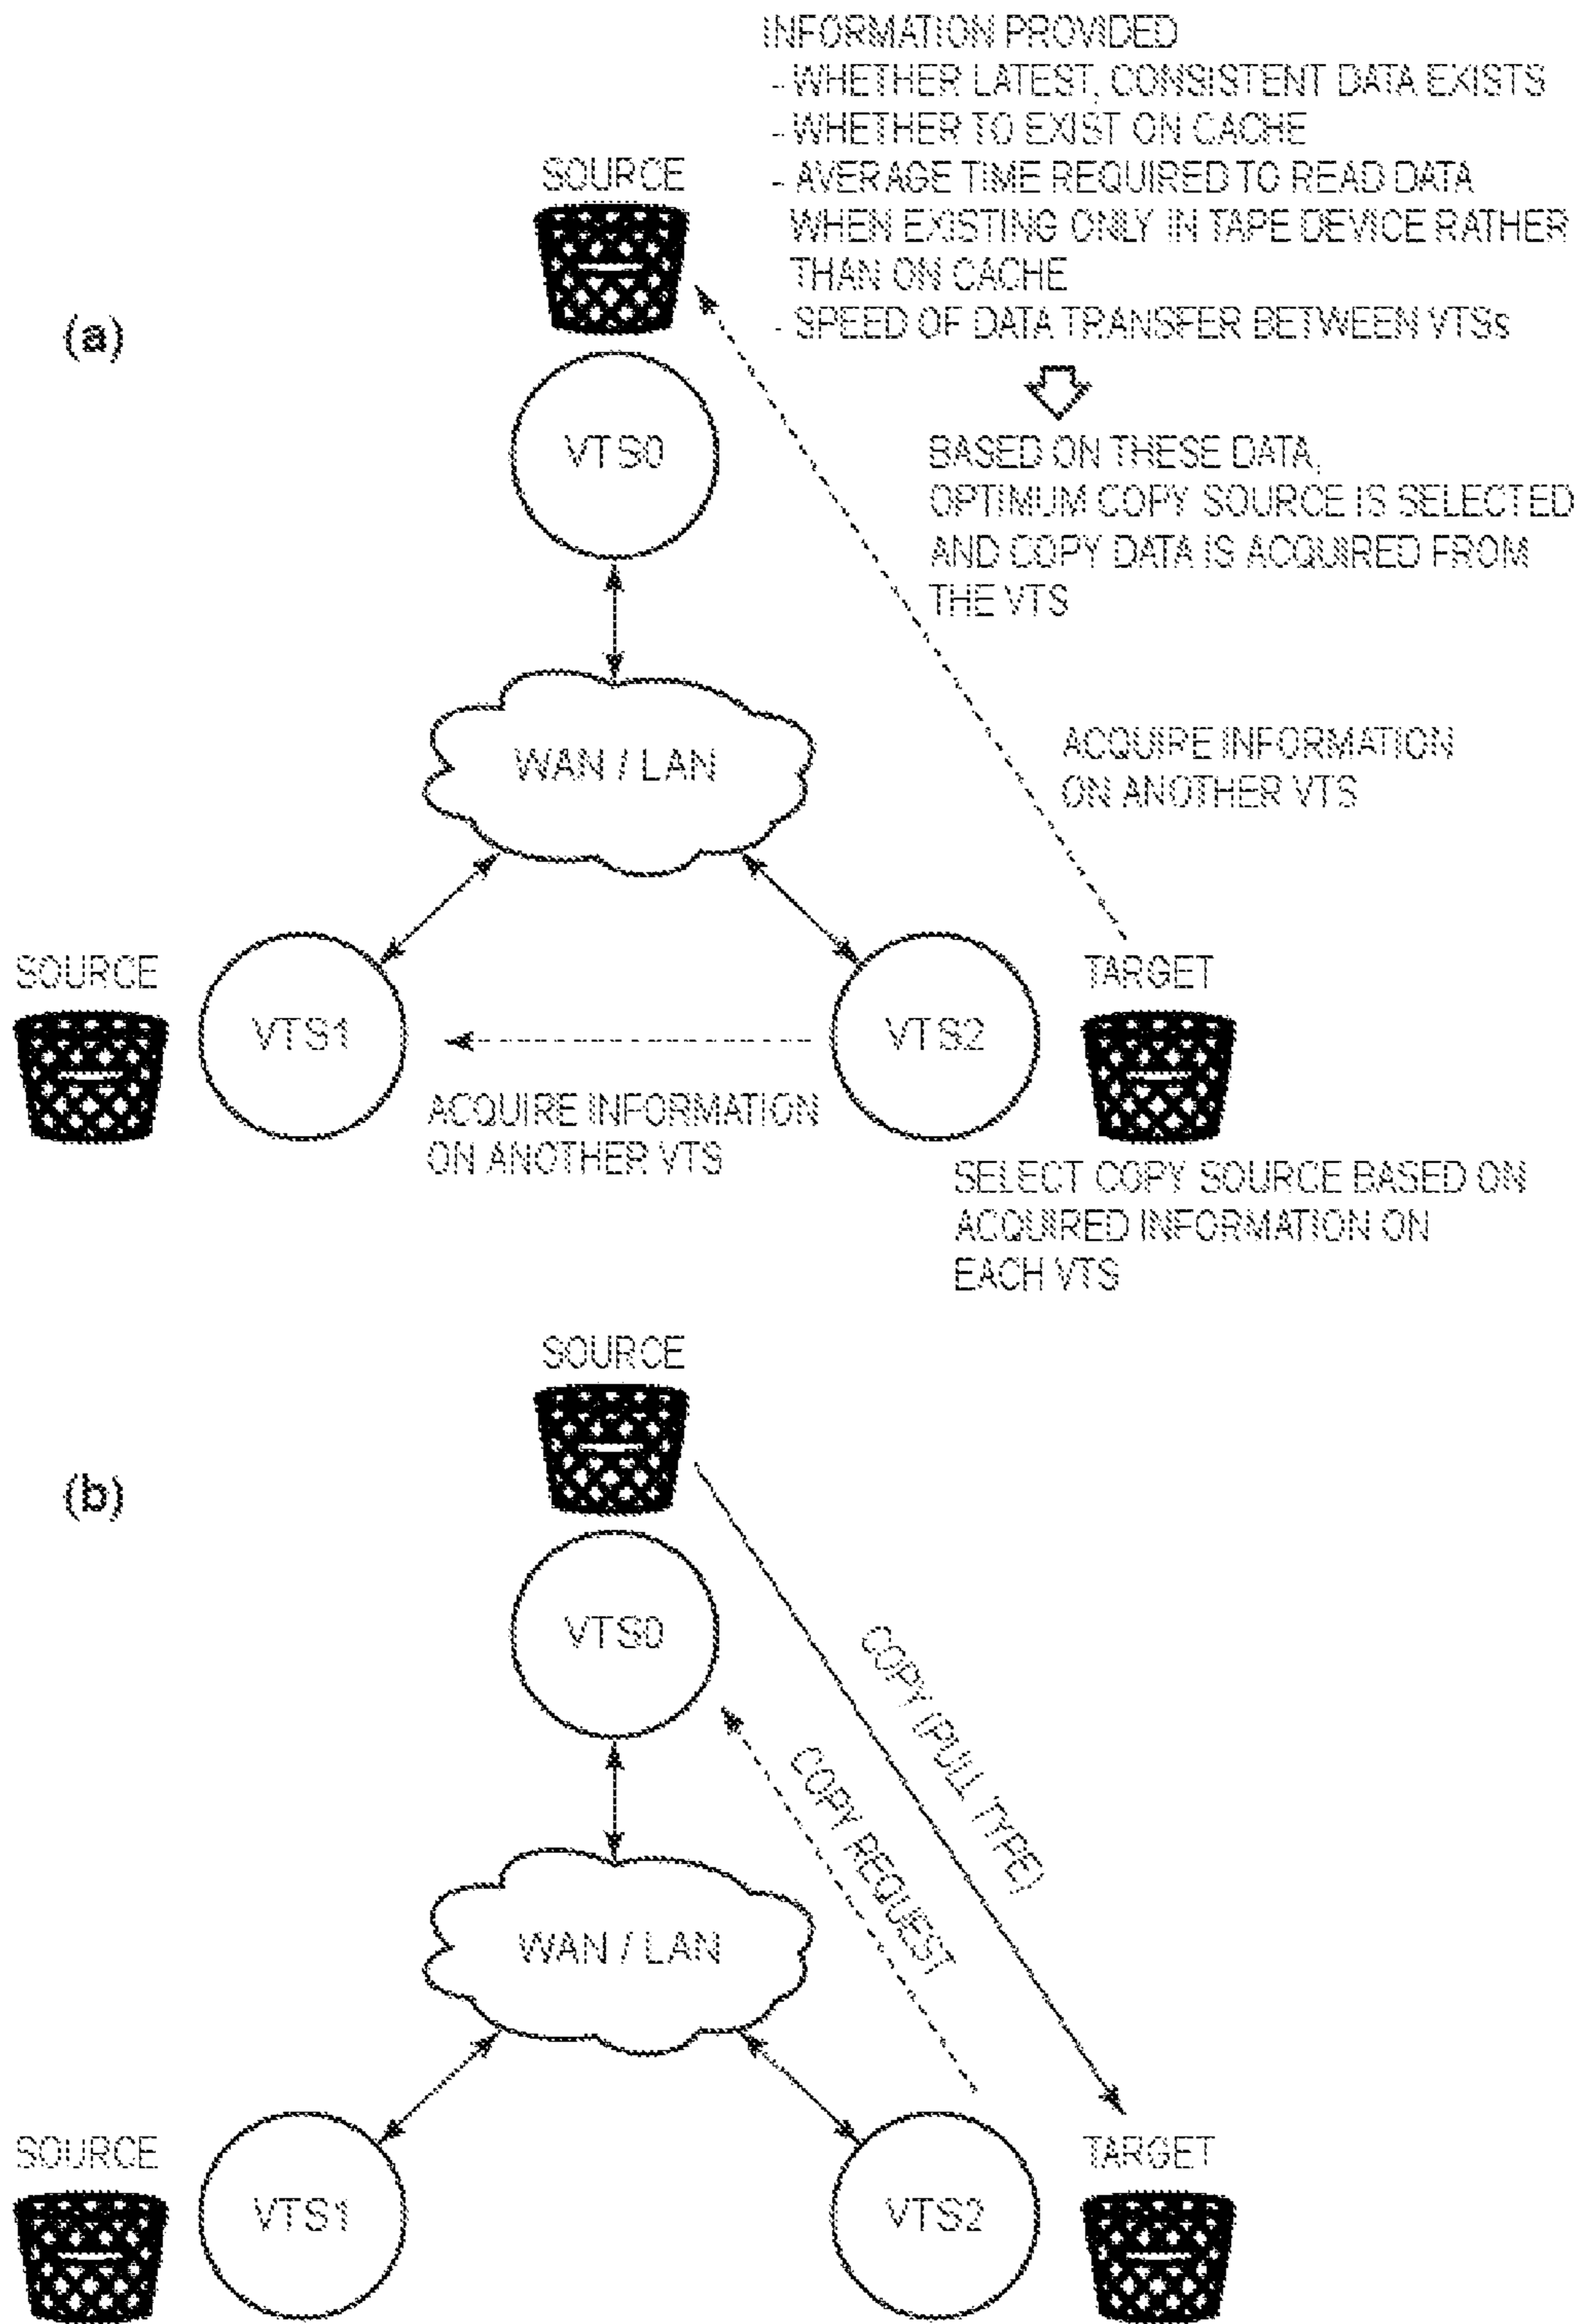 INFORMATION PROVIDED
- WHETHER LATEST, CONSISTENT DATA EXISTS
- WHETHER TO EXIST ON CACHE
- AVERAGE TIME REQUIRED TO READ DATA
WHEN EXISTING ONLY IN TAPE DEVICE RATHER
THAN ON CACHE
- SPEED OF DATA TRANSFER BETWEEN VTSs
BASED ON THESE DATA,
OPTIMUM COPY SOURCE IS SELECTED
AND COPY DATA IS ACQUIRED FROM
THE VTS
(a)
SOURCE
VTS0
WAN / LAN
ACQUIRE INFORMATION
ON ANOTHER VTS
SOURCE
VTS1
ACQUIRE INFORMATION
ON ANOTHER VTS
VTS2
TARGET
SELECT COPY SOURCE BASED ON
ACQUIRED INFORMATION ON
EACH VTS
(b)
SOURCE
VTS0
COPY (PULL TYPE)
COPY REQUEST
WAN / LAN
SOURCE
VTS1
VTS2
TARGET